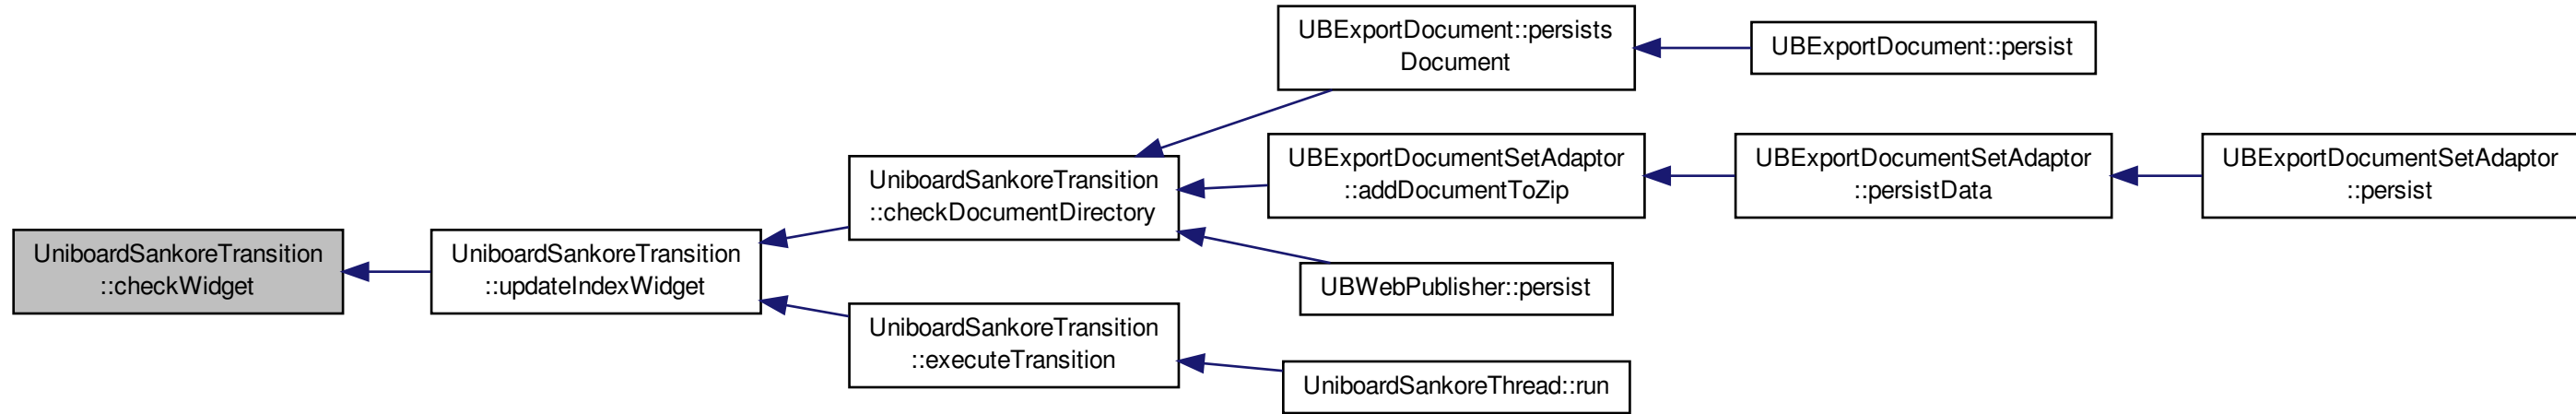 UniboardSankoreTransition
::checkWidget
UniboardSankoreTransition
::updateIndexWidget
UniboardSankoreTransition
::checkDocumentDirectory
UBExportDocument::persists
Document
UBExportDocument::persist
UBExportDocumentSetAdaptor
::addDocumentToZip
UBExportDocumentSetAdaptor
::persistData
UBExportDocumentSetAdaptor
::persist
UBWebPublisher::persist
UniboardSankoreTransition
::executeTransition
UniboardSankoreThread::run